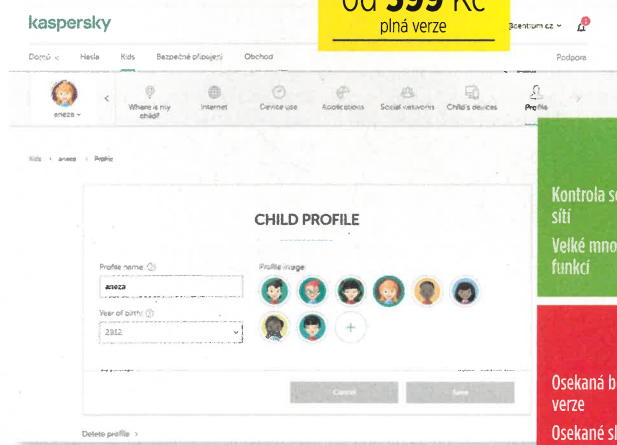 kaspersky
od 599 Kč
plná verze
@centrum.cz
Domů
Hesla
Kids
Bezpečné připojení
Obchod
Podpora
aneza
Where is my
child?
Internet
Device use
Applications
Social networks
Child's devices
Profile
Kids › aneza › Profile
CHILD PROFILE
Profile name
aneza
Profile image
Year of birth
2012
Cancel
Save
Delete profile ›
Kontrola so
sítí
Velké mno
funkcí
Osekaná b
verze
Osekané sl